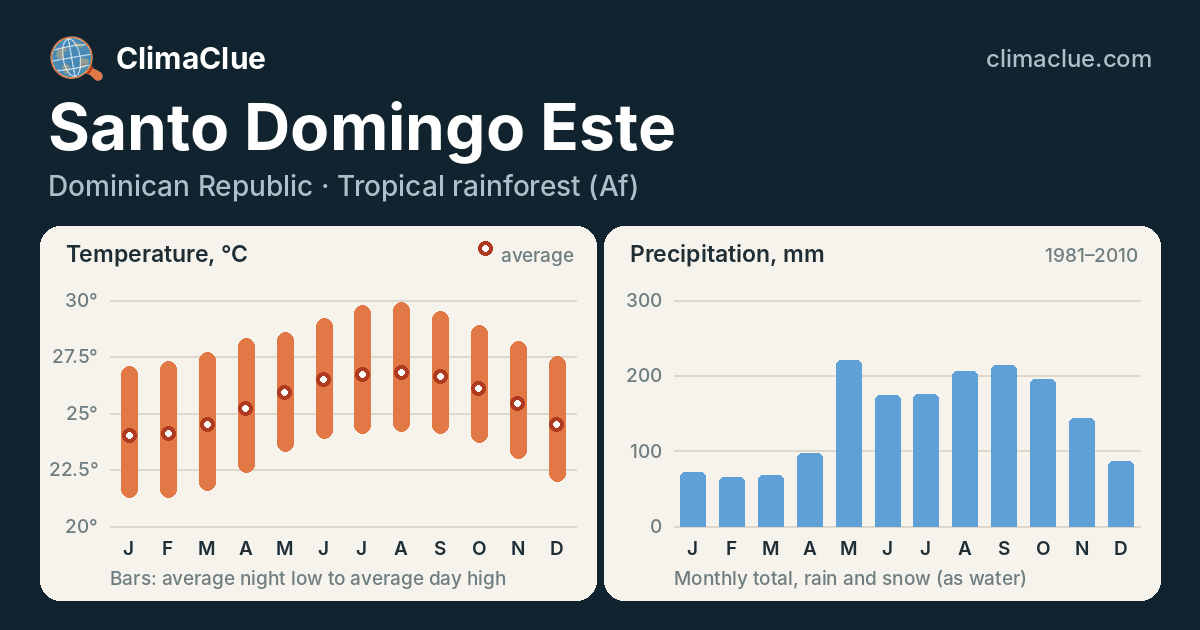 ClimaClue
climaclue.com
Santo Domingo Este
Dominican Republic · Tropical rainforest (Af)
Temperature, °C
average
30°
27.5°
25°
22.5°
20°
J F M A M J J A S O N D
Bars: average night low to average day high
Precipitation, mm
1981–2010
300
200
100
0
J F M A M J J A S O N D
Monthly total, rain and snow (as water)